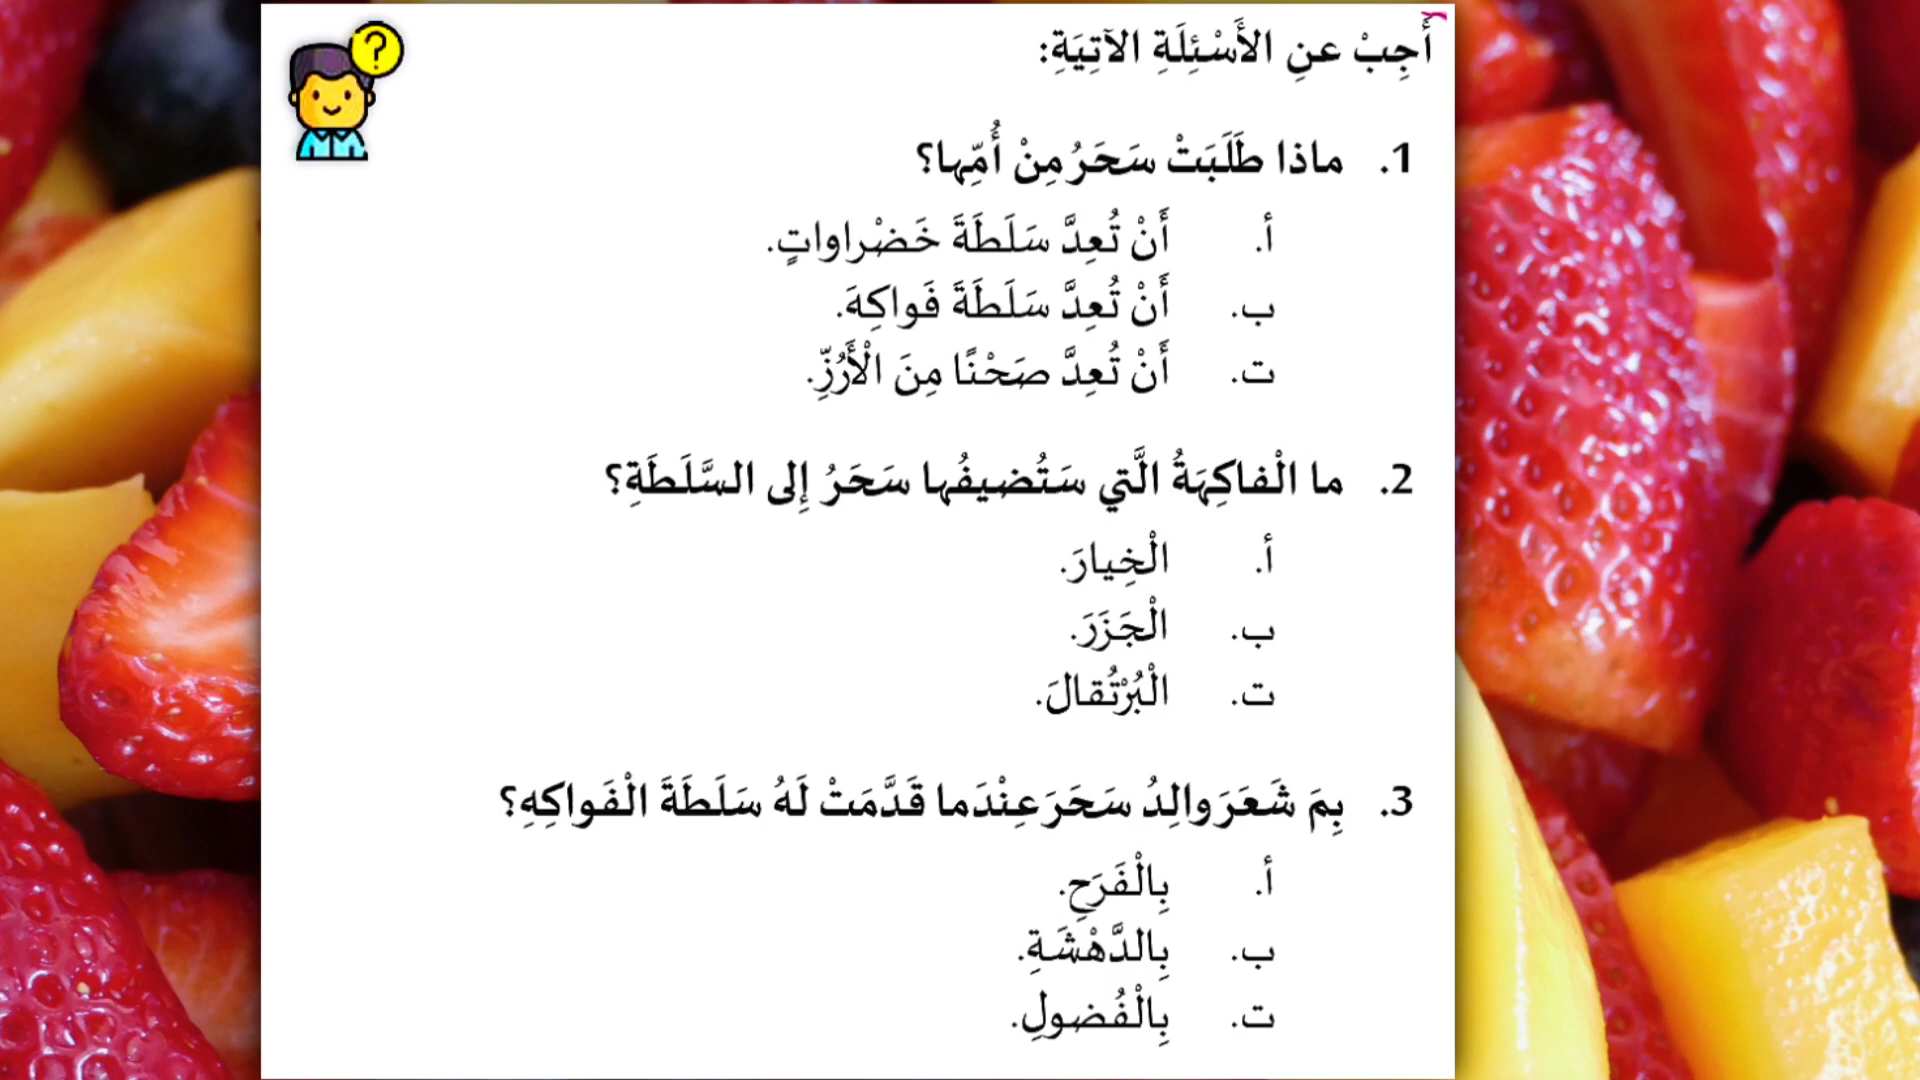 أَجِبْ عنِ الأَسْئِلَةِ الآتِيَةِ:
?
1. ماذا طَلَبَتْ سَحَرُ مِنْ أُمِّها؟
أ. أَنْ تُعِدَّ سَلَطَةَ خَضْراواتٍ.
ب. أَنْ تُعِدَّ سَلَطَةَ فَواكِهَ.
ت. أَنْ تُعِدَّ صَحْنًا مِنَ الْأَرُزِّ.
2. ما الْفاكِهَةُ الَّتي سَتُضيفُها سَحَرُ إِلى السَّلَطَةِ؟
أ. الْخِيارَ.
ب. الْجَزَرَ.
ت. الْبُرْتُقالَ.
3. بِمَ شَعَرَ والِدُ سَحَرَ عِنْدَما قَدَّمَتْ لَهُ سَلَطَةَ الْفَواكِهِ؟
أ. بِالْفَرَحِ.
ب. بِالدَّهْشَةِ.
ت. بِالْفُضولِ.